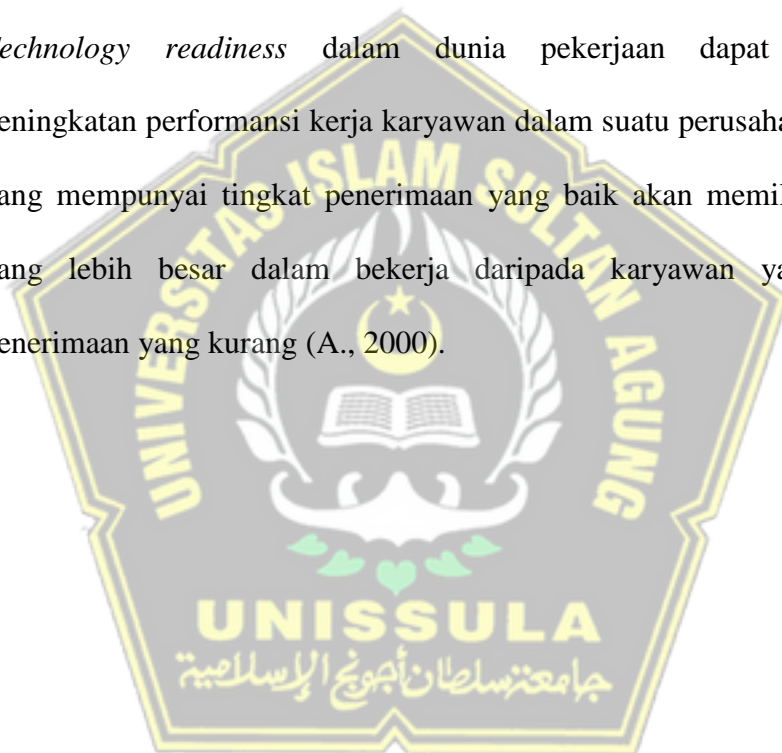 echnology readiness dalam dunia pekerjaan dapat
eningkatan performansi kerja karyawan dalam suatu perusaha
ang mempunyai tingkat penerimaan yang baik akan memil
ang lebih besar dalam bekerja daripada karyawan ya
enerimaan yang kurang (A., 2000).
UNIVERSITAS ISLAM SULTAN AGUNG
UNISSULA
جامعة سلطان أجونج الإسلامية